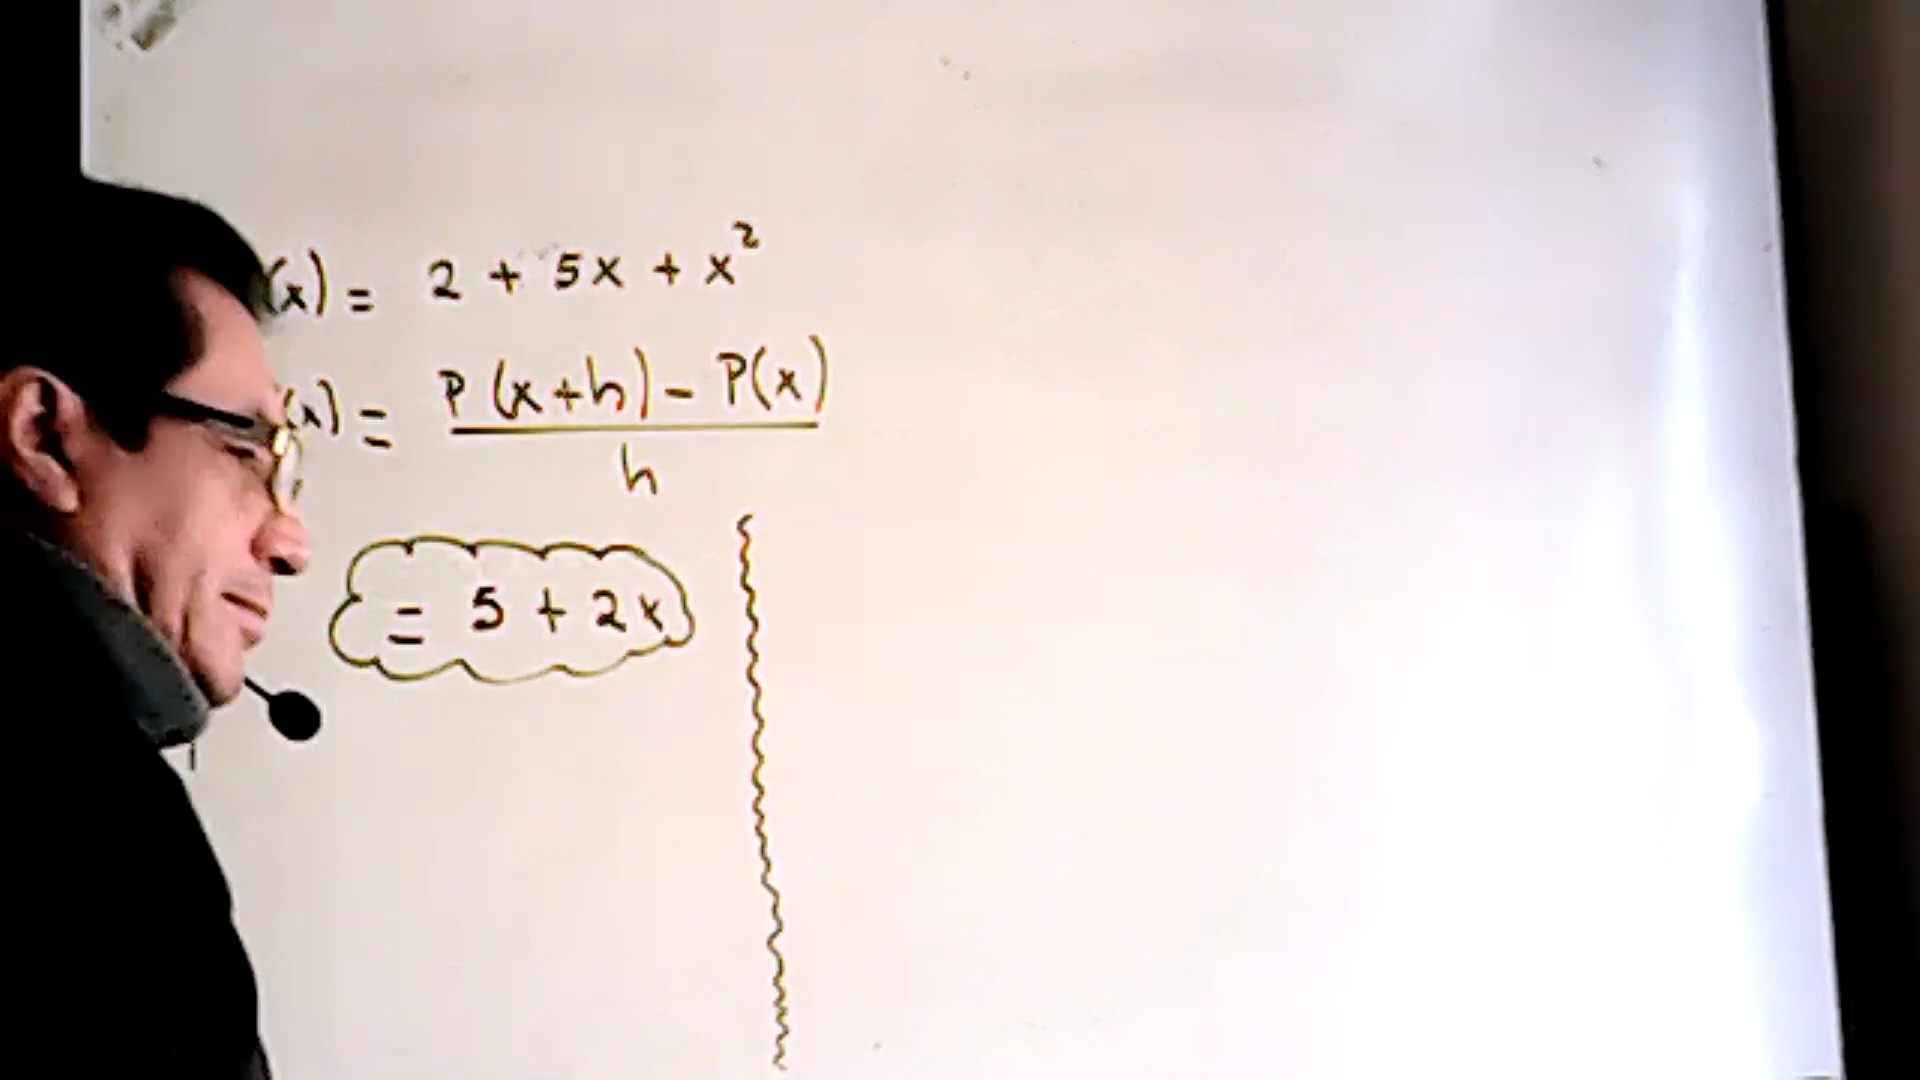 (x) = 2 + 5x + x²
(x) = P(x+h) - P(x)
h
= 5 + 2x